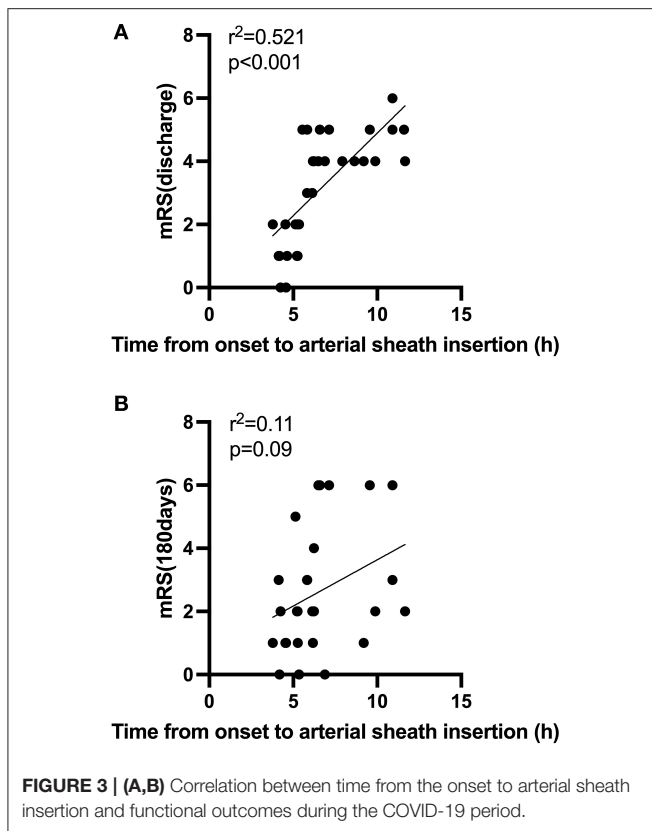 A
r²=0.521
p<0.001
8
6
4
2
0
mRS(discharge)
0 5 10 15
Time from onset to arterial sheath insertion (h)
B
r²=0.11
p=0.09
8
6
4
2
0
mRS(180days)
0 5 10 15
Time from onset to arterial sheath insertion (h)
FIGURE 3 | (A,B) Correlation between time from the onset to arterial sheath
insertion and functional outcomes during the COVID-19 period.